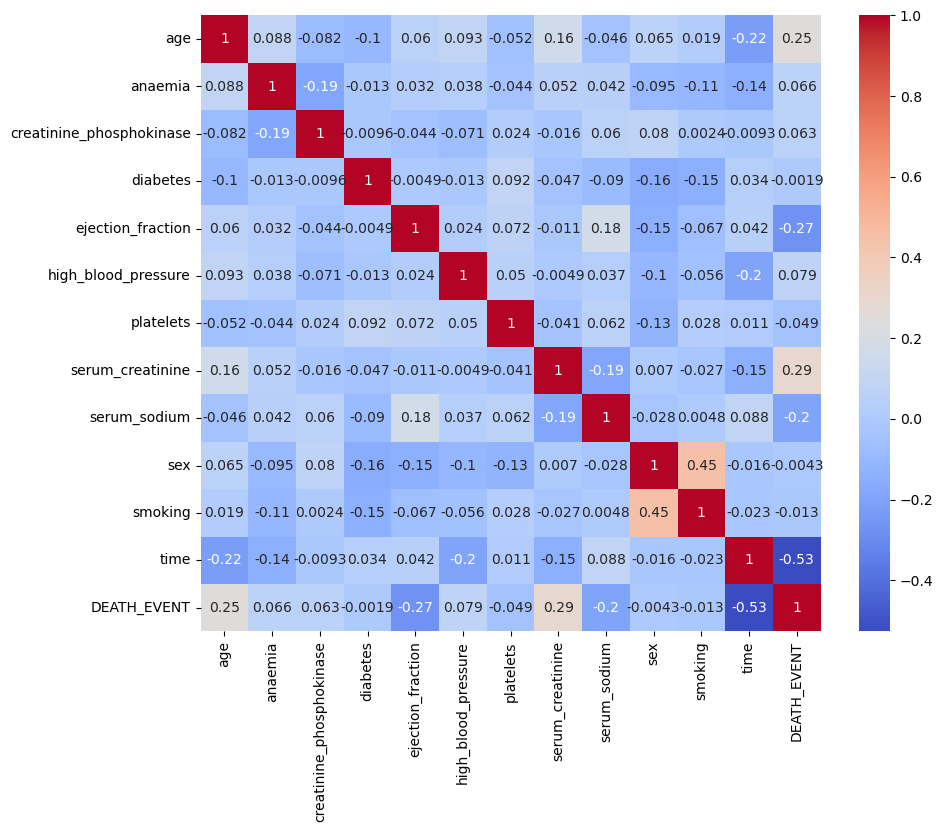 age 1 0.088 -0.082 -0.1 0.06 0.093 -0.052 0.16 -0.046 0.065 0.019 -0.22 0.25
anaemia 0.088 1 -0.19 -0.013 0.032 0.038 -0.044 0.052 0.042 -0.095 -0.11 -0.14 0.066
creatinine_phosphokinase -0.082 -0.19 1 -0.0096 -0.044 -0.071 0.024 -0.016 0.06 0.08 0.0024 -0.0093 0.063
diabetes -0.1 -0.013 -0.0096 1 -0.0049 -0.013 0.092 -0.047 -0.09 -0.16 -0.15 0.034 -0.0019
ejection_fraction 0.06 0.032 -0.044 -0.0049 1 0.024 0.072 -0.011 0.18 -0.15 -0.067 0.042 -0.27
high_blood_pressure 0.093 0.038 -0.071 -0.013 0.024 1 0.05 -0.0049 0.037 -0.1 -0.056 -0.2 0.079
platelets -0.052 -0.044 0.024 0.092 0.072 0.05 1 -0.041 0.062 -0.13 0.028 0.011 -0.049
serum_creatinine 0.16 0.052 -0.016 -0.047 -0.011 -0.0049 -0.041 1 -0.19 0.007 -0.027 -0.15 0.29
serum_sodium -0.046 0.042 0.06 -0.09 0.18 0.037 0.062 -0.19 1 -0.028 0.0048 0.088 -0.2
sex 0.065 -0.095 0.08 -0.16 -0.15 -0.1 -0.13 0.007 -0.028 1 0.45 -0.016 -0.0043
smoking 0.019 -0.11 0.0024 -0.15 -0.067 -0.056 0.028 -0.027 0.0048 0.45 1 -0.023 -0.013
time -0.22 -0.14 -0.0093 0.034 0.042 -0.2 0.011 -0.15 0.088 -0.016 -0.023 1 -0.53
DEATH_EVENT 0.25 0.066 0.063 -0.0019 -0.27 0.079 -0.049 0.29 -0.2 -0.0043 -0.013 -0.53 1
age
anaemia
creatinine_phosphokinase
diabetes
ejection_fraction
high_blood_pressure
platelets
serum_creatinine
serum_sodium
sex
smoking
time
DEATH_EVENT
1.0
0.8
0.6
0.4
0.2
0.0
−0.2
−0.4